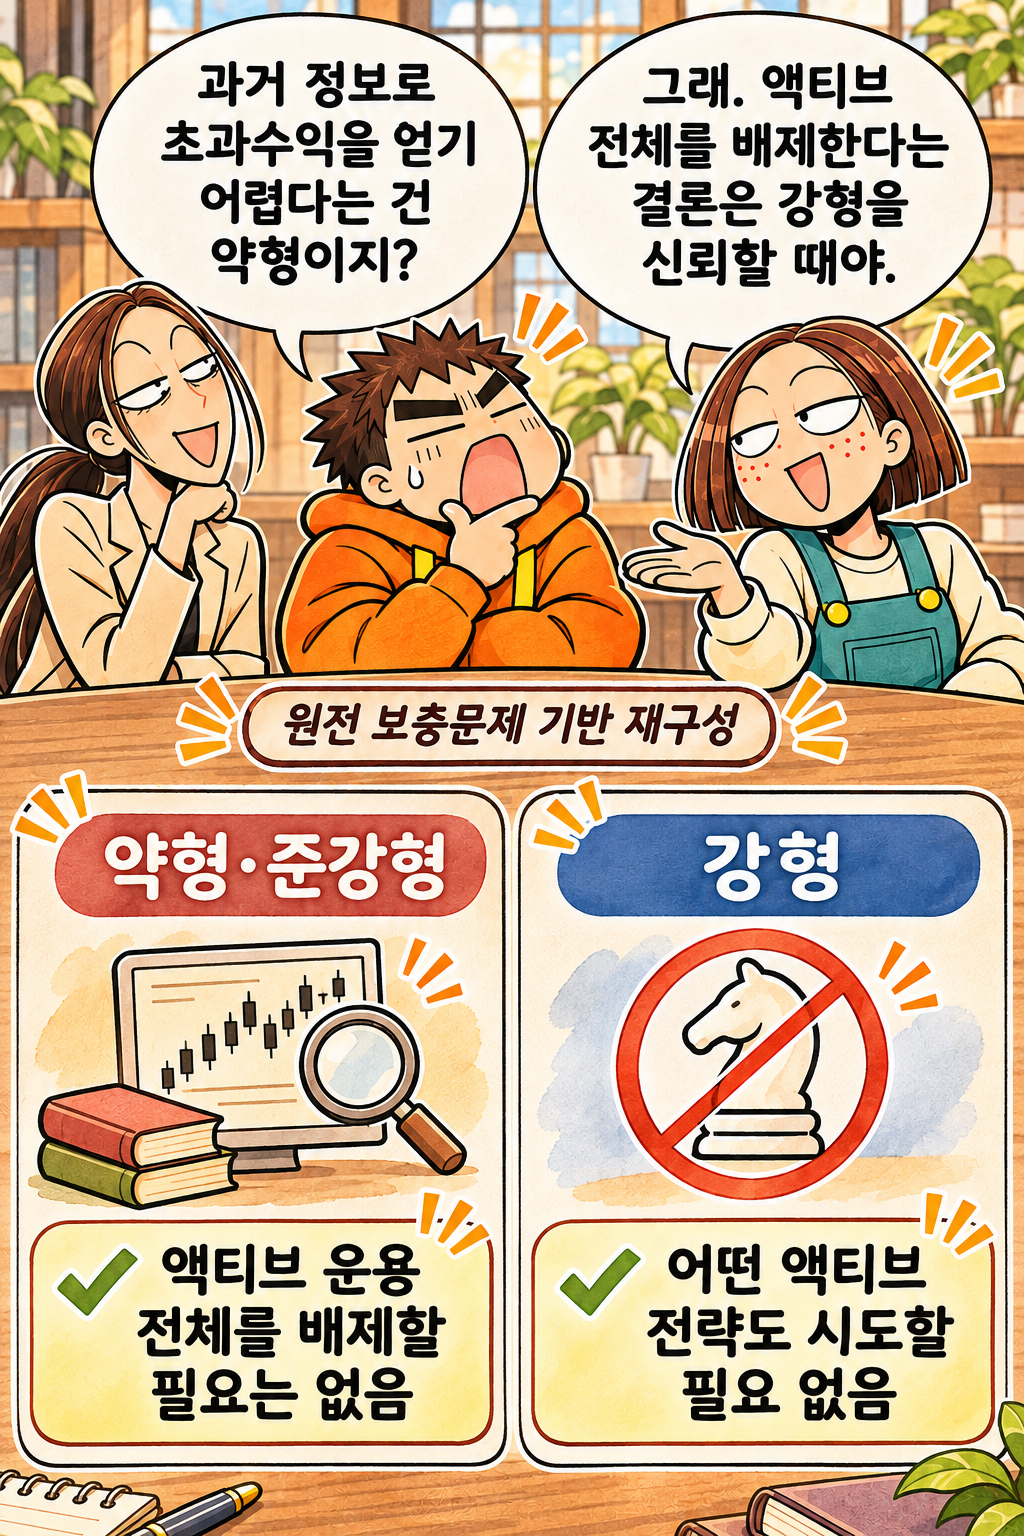 과거 정보로
초과수익을 얻기
어렵다는 건
약형이지?
그래. 액티브
전체를 배제한다는
결론은 강형을
신뢰할 때야.
원전 보충문제 기반 재구성
약형·준강형
액티브 운용
전체를 배제할
필요는 없음
강형
어떤 액티브
전략도 시도할
필요 없음